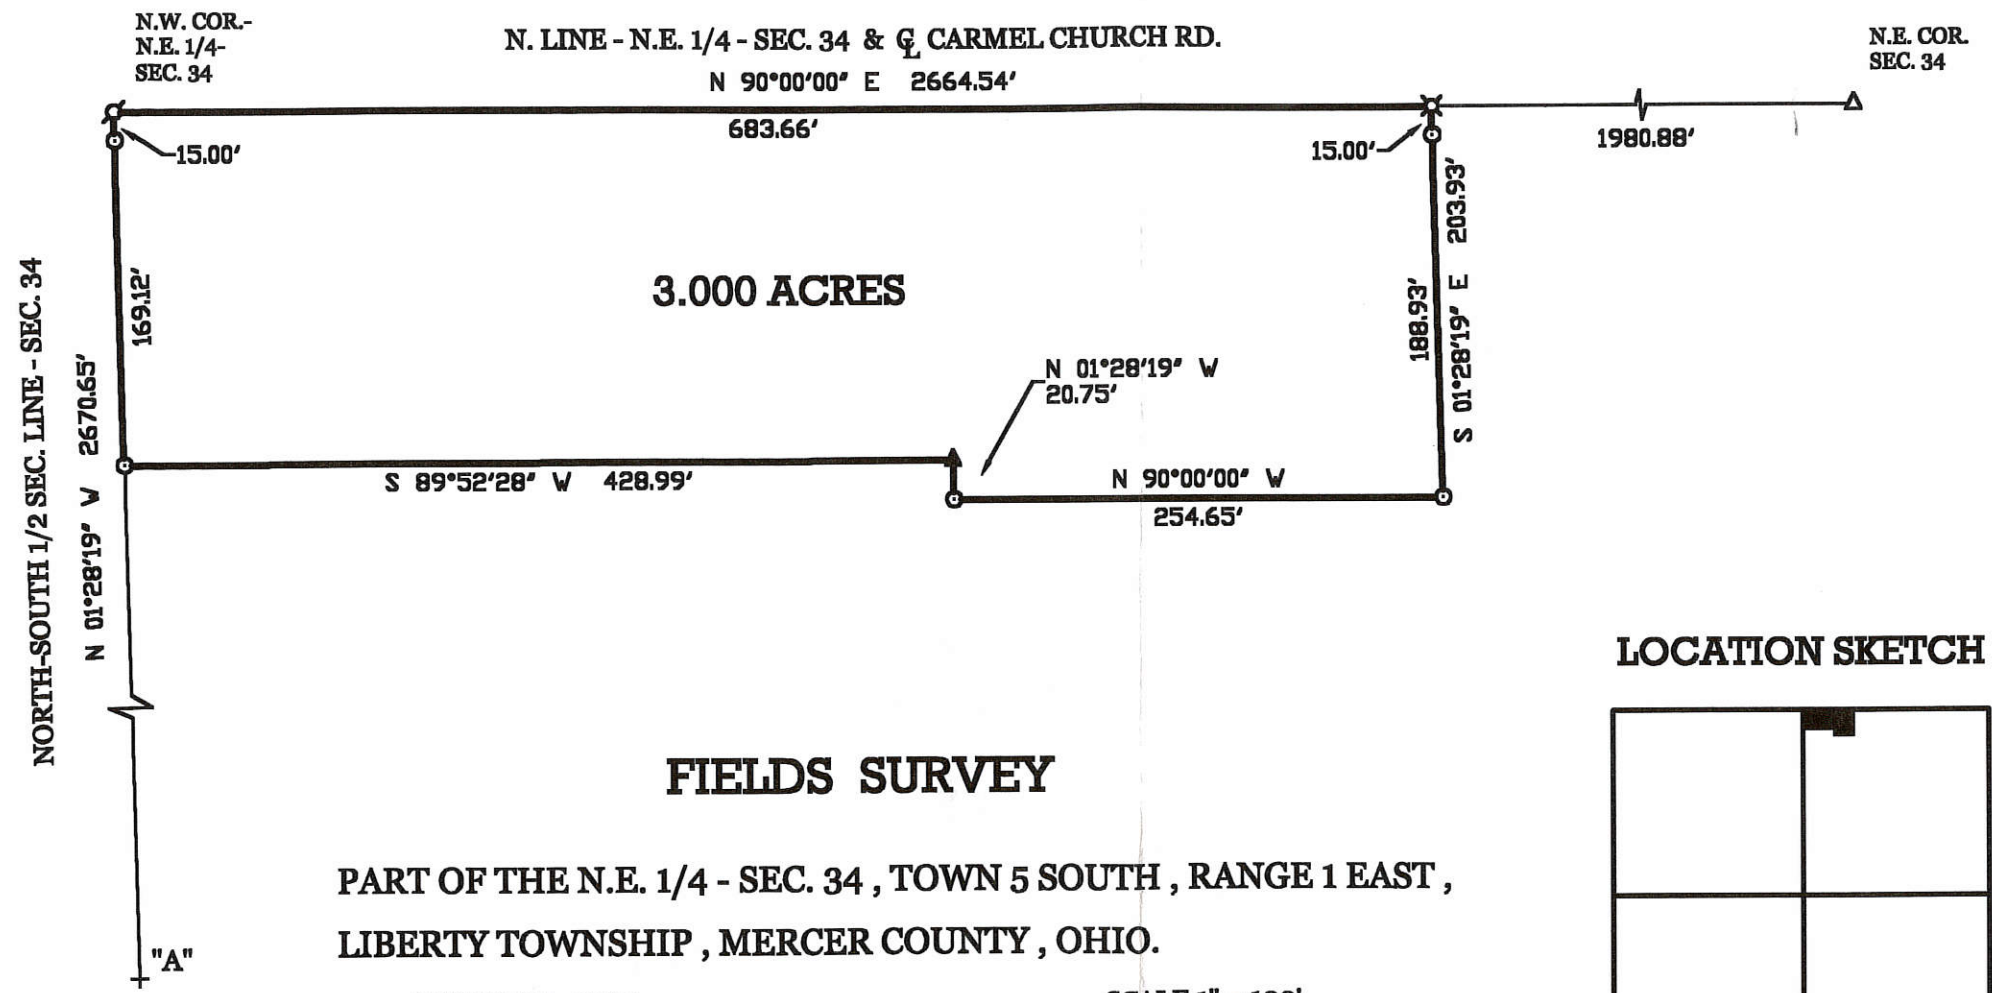 N.W. COR.-
N.E. 1/4-
SEC. 34
N. LINE - N.E. 1/4 - SEC. 34 & ℄ CARMEL CHURCH RD.
N 90°00'00" E 2664.54'
N.E. COR.
SEC. 34
683.66'
15.00'
15.00'
1980.88'
NORTH-SOUTH 1/2 SEC. LINE - SEC. 34
N 01°28'19" W 2670.65'
169.12'
3.000 ACRES
188.93'
S 01°28'19" E 203.93'
N 01°28'19" W
20.75'
S 89°52'28" W 428.99'
N 90°00'00" W
254.65'
LOCATION SKETCH
FIELDS SURVEY
PART OF THE N.E. 1/4 - SEC. 34 , TOWN 5 SOUTH , RANGE 1 EAST ,
LIBERTY TOWNSHIP , MERCER COUNTY , OHIO.
"A"